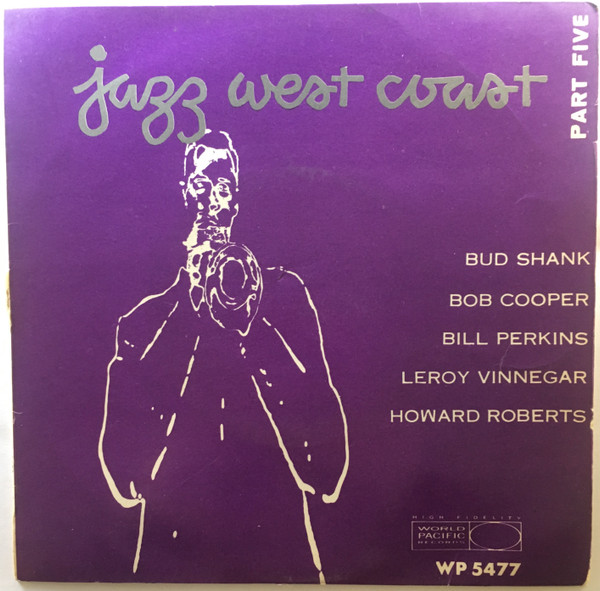 jazz west coast
PART FIVE
BUD SHANK
BOB COOPER
BILL PERKINS
LEROY VINNEGAR
HOWARD ROBERTS
HIGH FIDELITY
WORLD
PACIFIC
RECORDS
WP 5477